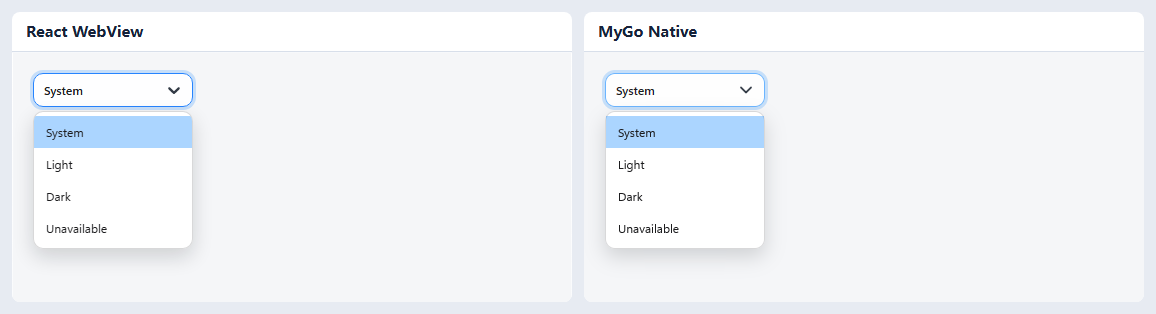 React WebView
System
System
Light
Dark
Unavailable
MyGo Native
System
System
Light
Dark
Unavailable